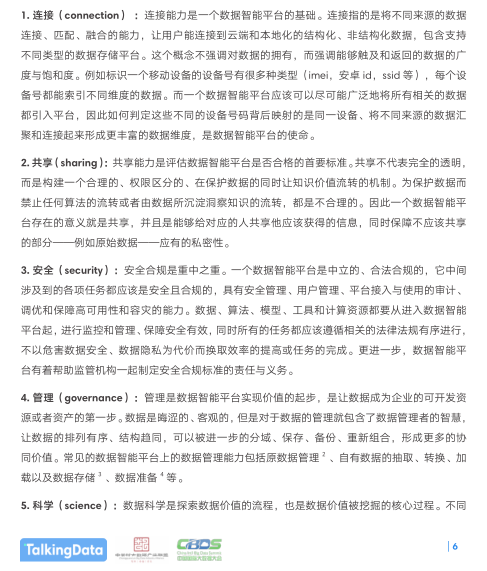 1. 连接（connection）：连接能力是一个数据智能平台的基础。连接指的是将不同来源的数据
连接、匹配、融合的能力，让用户能连接到云端和本地化的结构化、非结构化数据，包含支持
不同类型的数据存储平台。这个概念不强调对数据的拥有，而强调能够触及和返回的数据的广
度与饱和度。例如标识一个移动设备的设备号有很多种类型（imei，安卓 id，ssid 等），每个设
备号都能索引不同维度的数据。而一个数据智能平台应该可以尽可能广泛地将所有相关的数据
都引入平台，因此如何判定这些不同的设备号码背后映射的是同一设备、将不同来源的数据汇
聚和连接起来形成更丰富的数据维度，是数据智能平台的使命。
2. 共享（sharing）：共享能力是评估数据智能平台是否合格的首要标准。共享不代表完全的透明，
而是构建一个合理的、权限区分的、在保护数据的同时让知识价值流转的机制。为保护数据而
禁止任何算法的流转或者由数据所沉淀洞察知识的流转，都是不合理的。因此一个数据智能平
台存在的意义就是共享，并且是能够给对应的人共享他应该获得的信息，同时保障不应该共享
的部分——例如原始数据——应有的私密性。
3. 安全（security）：安全合规是重中之重。一个数据智能平台是中立的、合法合规的，它中间
涉及到的各项任务都应该是安全且合规的，具有安全管理、用户管理、平台接入与使用的审计、
调优和保障高可用性和容灾的能力。数据、算法、模型、工具和计算资源都要从进入数据智能
平台起，进行监控和管理、保障安全有效，同时所有的任务都应该遵循相关的法律法规有序进行，
不以危害数据安全、数据隐私为代价而换取效率的提高或任务的完成。更进一步，数据智能平
台有着帮助监管机构一起制定安全合规标准的责任与义务。
4. 管理（governance）：管理是数据智能平台实现价值的起步，是让数据成为企业的可开发资
源或者资产的第一步。数据是晦涩的、客观的，但是对于数据的管理就包含了数据管理者的智慧，
让数据的排列有序、结构趋同，可以被进一步的分域、保存、备份、重新组合，形成更多的协
同价值。常见的数据智能平台上的数据管理能力包括原数据管理 2 、自有数据的抽取、转换、加
载以及数据存储 3 、数据准备 4 等。
5. 科学（science）：数据科学是探索数据价值的流程，也是数据价值被挖掘的核心过程。不同
TalkingData
CBDS
| 6